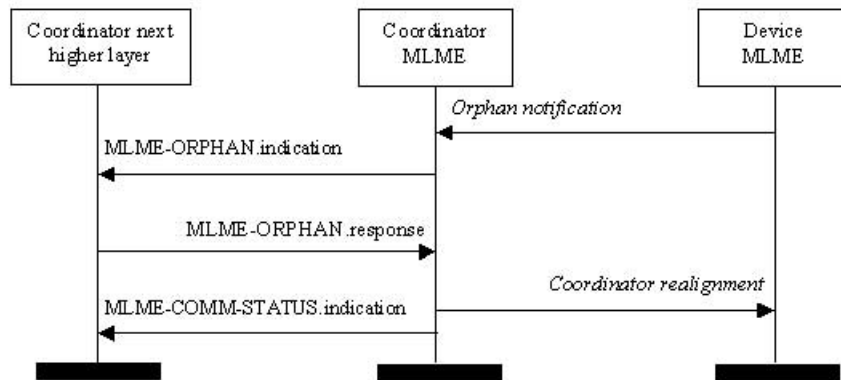 Coordinator next
higher layer
Coordinator
MLME
Device
MLME
Orphan notification
MLME-ORPHAN.indication
MLME-ORPHAN.response
Coordinator realignment
MLME-COMM-STATUS.indication